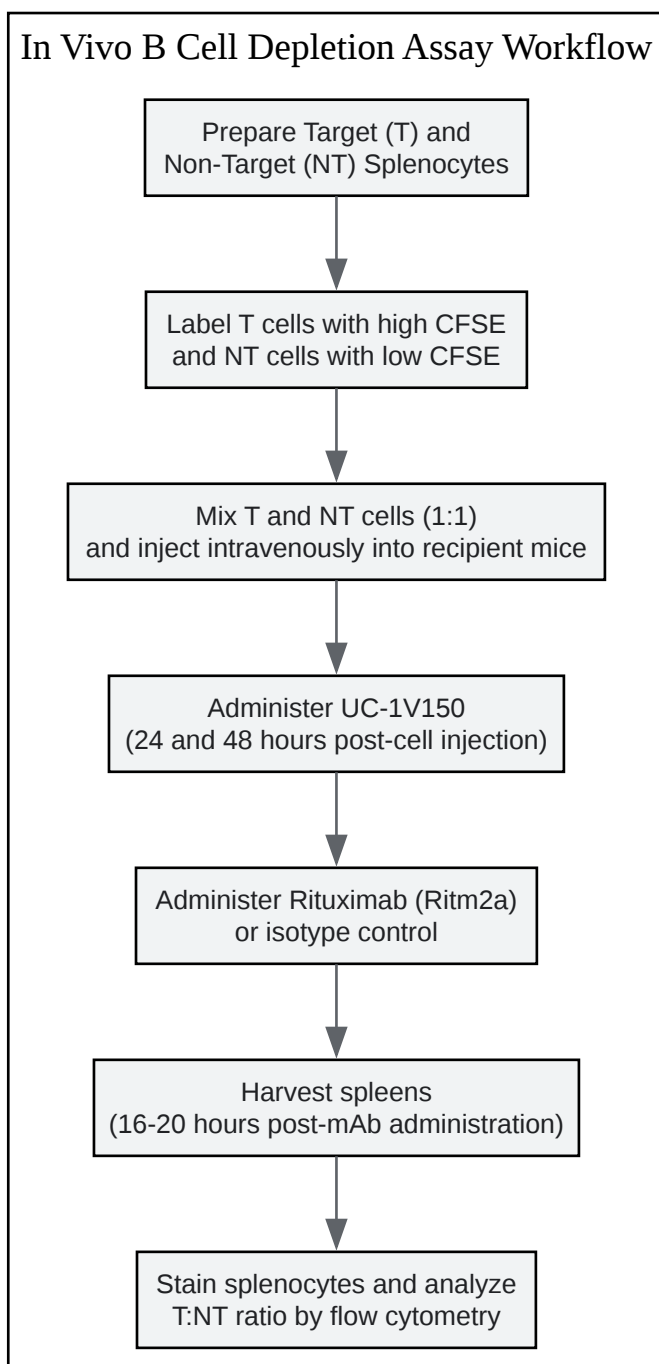 In Vivo B Cell Depletion Assay Workflow
Prepare Target (T) and
Non-Target (NT) Splenocytes
Label T cells with high CFSE
and NT cells with low CFSE
Mix T and NT cells (1:1)
and inject intravenously into recipient mice
Administer UC-1V150
(24 and 48 hours post-cell injection)
Administer Rituximab (Ritm2a)
or isotype control
Harvest spleens
(16-20 hours post-mAb administration)
Stain splenocytes and analyze
T:NT ratio by flow cytometry